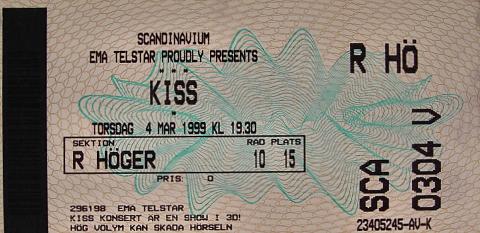 SCANDINAVIUM
EMA TELSTAR PROUDLY PRESENTS
- - -
KISS
-
TORSDAG 4 MAR 1999 KL 19.30
SEKTION RAD PLATS
R HÖGER 10 15
PRIS: 0
296198 EMA TELSTAR
KISS KONSERT AR EN SHOW I 3D!
HÖG VOLYM KAN SKADA HÖRSELN
R HÖ
SCA
0304 V
23405245-AV-K